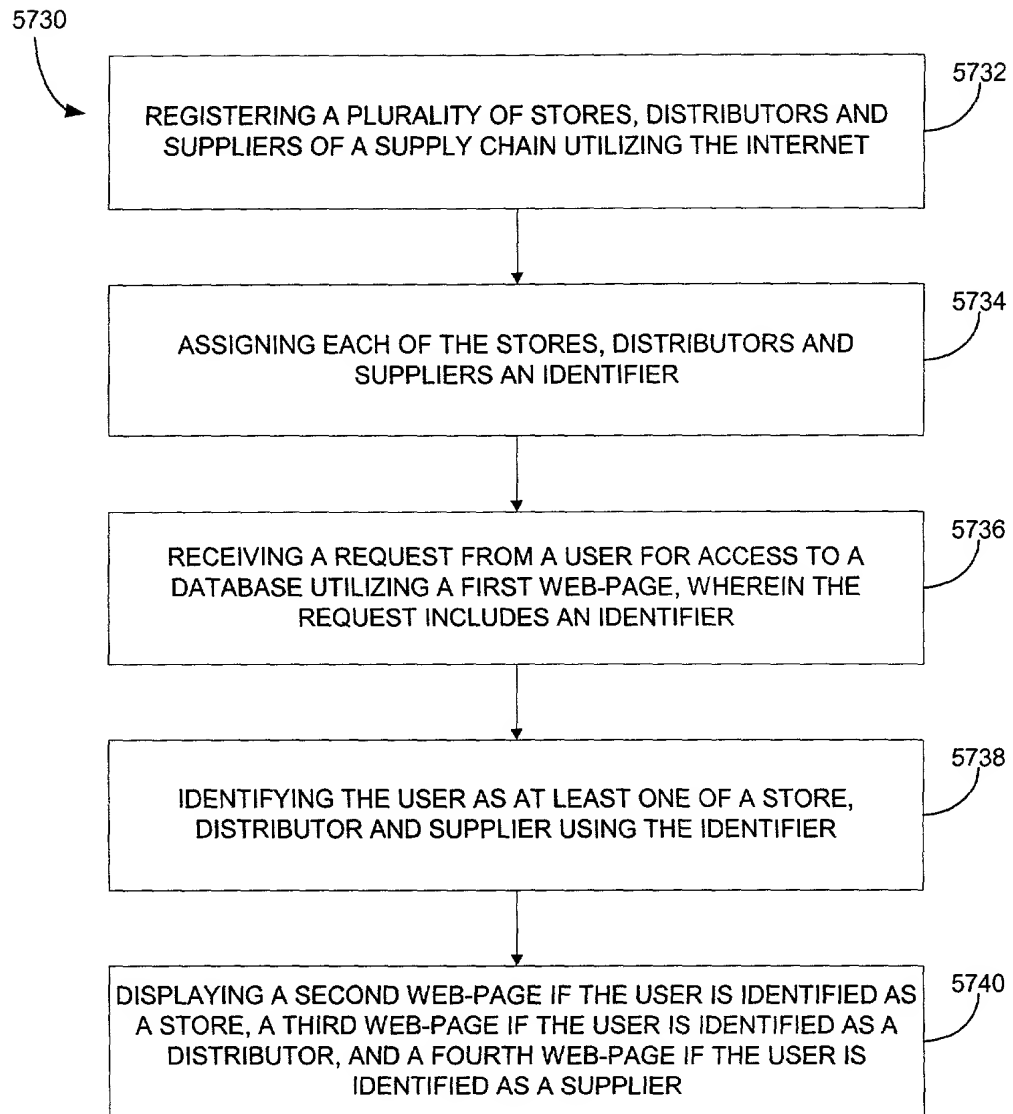 5730
5732
REGISTERING A PLURALITY OF STORES, DISTRIBUTORS AND
SUPPLIERS OF A SUPPLY CHAIN UTILIZING THE INTERNET
5734
ASSIGNING EACH OF THE STORES, DISTRIBUTORS AND
SUPPLIERS AN IDENTIFIER
5736
RECEIVING A REQUEST FROM A USER FOR ACCESS TO A
DATABASE UTILIZING A FIRST WEB-PAGE, WHEREIN THE
REQUEST INCLUDES AN IDENTIFIER
5738
IDENTIFYING THE USER AS AT LEAST ONE OF A STORE,
DISTRIBUTOR AND SUPPLIER USING THE IDENTIFIER
5740
DISPLAYING A SECOND WEB-PAGE IF THE USER IS IDENTIFIED AS
A STORE, A THIRD WEB-PAGE IF THE USER IS IDENTIFIED AS A
DISTRIBUTOR, AND A FOURTH WEB-PAGE IF THE USER IS
IDENTIFIED AS A SUPPLIER